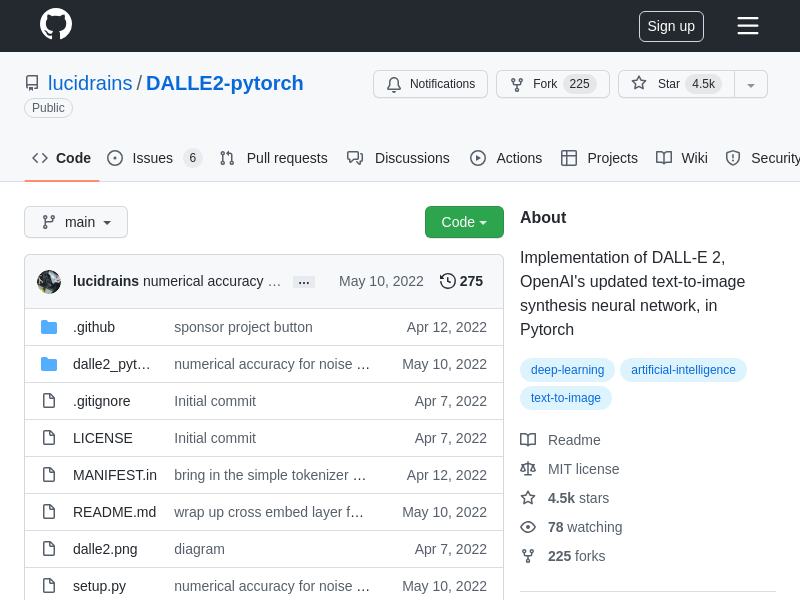 Sign up
lucidrains / DALLE2-pytorch
Public
Notifications
Fork 225
Star 4.5k
Code
Issues 6
Pull requests
Discussions
Actions
Projects
Wiki
Security
main
Code
lucidrains numerical accuracy … … May 10, 2022 275
.github sponsor project button Apr 12, 2022
dalle2_pyt… numerical accuracy for noise … May 10, 2022
.gitignore Initial commit Apr 7, 2022
LICENSE Initial commit Apr 7, 2022
MANIFEST.in bring in the simple tokenizer … Apr 12, 2022
README.md wrap up cross embed layer f… May 10, 2022
dalle2.png diagram Apr 7, 2022
setup.py numerical accuracy for noise … May 10, 2022
About
Implementation of DALL-E 2,
OpenAI's updated text-to-image
synthesis neural network, in
Pytorch
deep-learning artificial-intelligence
text-to-image
Readme
MIT license
4.5k stars
78 watching
225 forks